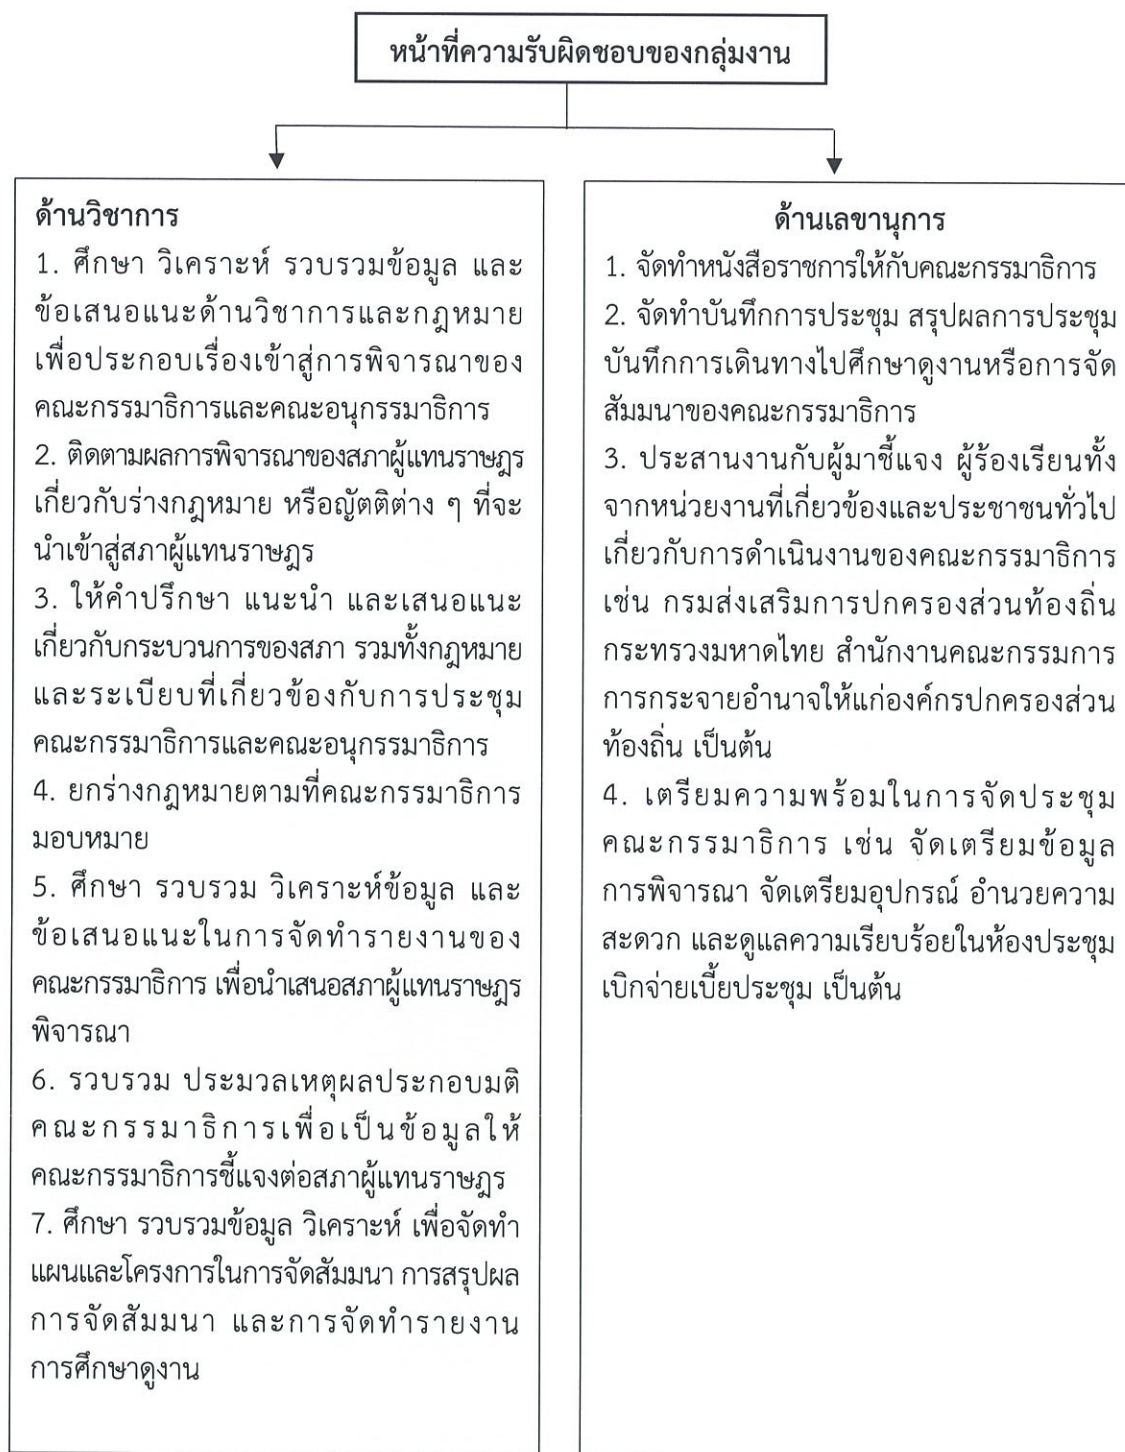 หน้าที่ความรับผิดชอบของกลุ่มงาน
ด้านวิชาการ
1. ศึกษา วิเคราะห์ รวบรวมข้อมูล และ
ข้อเสนอแนะด้านวิชาการและกฎหมาย
เพื่อประกอบเรื่องเข้าสู่การพิจารณาของ
คณะกรรมาธิการและคณะอนุกรรมาธิการ
2. ติดตามผลการพิจารณาของสภาผู้แทนราษฎร
เกี่ยวกับร่างกฎหมาย หรือญัตติต่าง ๆ ที่จะ
นำเข้าสู่สภาผู้แทนราษฎร
3. ให้คำปรึกษา แนะนำ และเสนอแนะ
เกี่ยวกับกระบวนการของสภา รวมทั้งกฎหมาย
และระเบียบที่เกี่ยวข้องกับการประชุม
คณะกรรมาธิการและคณะอนุกรรมาธิการ
4. ยกร่างกฎหมายตามที่คณะกรรมาธิการ
มอบหมาย
5. ศึกษา รวบรวม วิเคราะห์ข้อมูล และ
ข้อเสนอแนะในการจัดทำรายงานของ
คณะกรรมาธิการ เพื่อนำเสนอสภาผู้แทนราษฎร
พิจารณา
6. รวบรวม ประมวลเหตุผลประกอบมติ
คณะกรรมาธิการเพื่อเป็นข้อมูลให้
คณะกรรมาธิการชี้แจงต่อสภาผู้แทนราษฎร
7. ศึกษา รวบรวมข้อมูล วิเคราะห์ เพื่อจัดทำ
แผนและโครงการในการจัดสัมมนา การสรุปผล
การจัดสัมมนา และการจัดทำรายงาน
การศึกษาดูงาน
ด้านเลขานุการ
1. จัดทำหนังสือราชการให้กับคณะกรรมาธิการ
2. จัดทำบันทึกการประชุม สรุปผลการประชุม
บันทึกการเดินทางไปศึกษาดูงานหรือการจัด
สัมมนาของคณะกรรมาธิการ
3. ประสานงานกับผู้มาชี้แจง ผู้ร้องเรียนทั้ง
จากหน่วยงานที่เกี่ยวข้องและประชาชนทั่วไป
เกี่ยวกับการดำเนินงานของคณะกรรมาธิการ
เช่น กรมส่งเสริมการปกครองส่วนท้องถิ่น
กระทรวงมหาดไทย สำนักงานคณะกรรมการ
การกระจายอำนาจให้แก่องค์กรปกครองส่วน
ท้องถิ่น เป็นต้น
4. เตรียมความพร้อมในการจัดประชุม
คณะกรรมาธิการ เช่น จัดเตรียมข้อมูล
การพิจารณา จัดเตรียมอุปกรณ์ อำนวยความ
สะดวก และดูแลความเรียบร้อยในห้องประชุม
เบิกจ่ายเบี้ยประชุม เป็นต้น